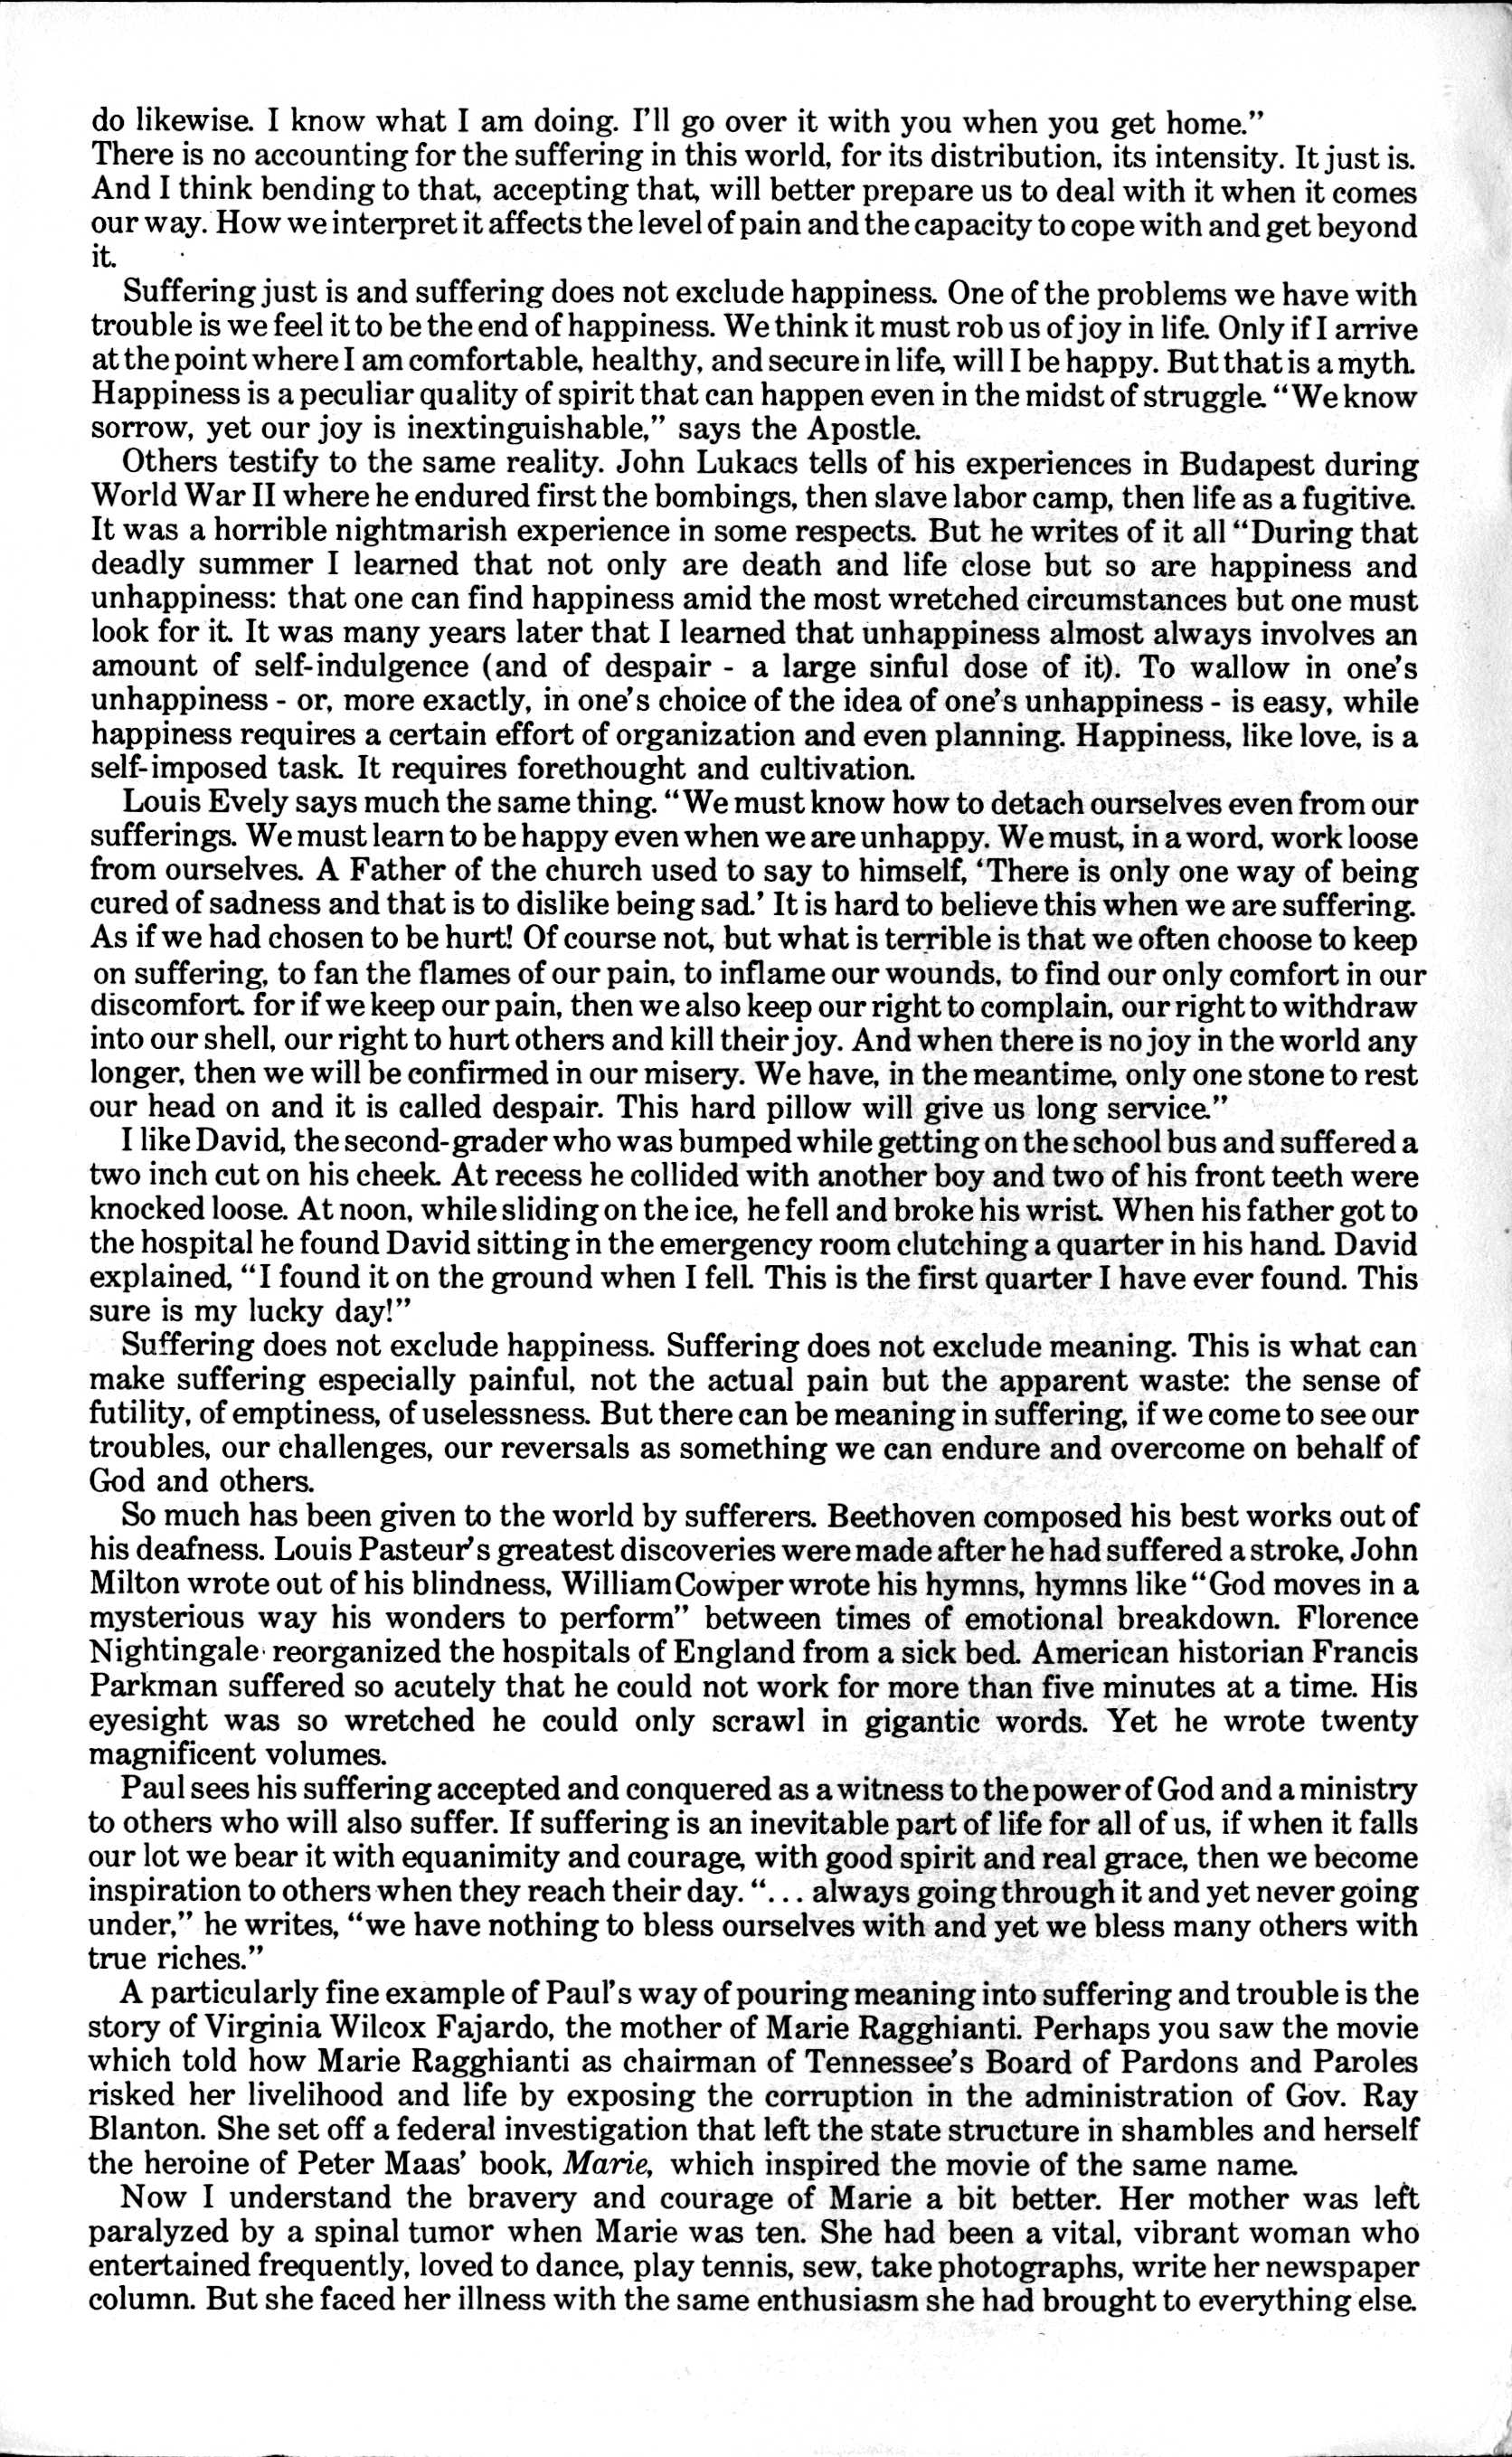 do likewise. I know what I am doing. I'll go over it with you when you get home.”
There is no accounting for the suffering in this world, for its distribution, its intensity. It just is.
And I think bending to that, accepting that, will better prepare us to deal with it when it comes
our way. How we interpret it affects the level of pain and the capacity to cope with and get beyond
it.
Suffering just is and suffering does not exclude happiness. One of the problems we have with
trouble is we feel it to be the end of happiness. We think it must rob us of joy in life. Only if I arrive
at the point where I am comfortable, healthy, and secure in life, will I be happy. But that is a myth.
Happiness is a peculiar quality of spirit that can happen even in the midst of struggle. “We know
sorrow, yet our joy is inextinguishable,” says the Apostle.
Others testify to the same reality. John Lukacs tells of his experiences in Budapest during
World War II where he endured first the bombings, then slave labor camp, then life as a fugitive.
It was a horrible nightmarish experience in some respects. But he writes of it all “During that
deadly summer I learned that not only are death and life close but so are happiness and
unhappiness: that one can find happiness amid the most wretched circumstances but one must
look for it. It was many years later that I learned that unhappiness almost always involves an
amount of self-indulgence (and of despair - a large sinful dose of it). To wallow in one's
unhappiness - or, more exactly, in one's choice of the idea of one's unhappiness - is easy, while
happiness requires a certain effort of organization and even planning. Happiness, like love, is a
self-imposed task. It requires forethought and cultivation.
Louis Evely says much the same thing. “We must know how to detach ourselves even from our
sufferings. We must learn to be happy even when we are unhappy. We must, in a word, work loose
from ourselves. A Father of the church used to say to himself, ‘There is only one way of being
cured of sadness and that is to dislike being sad.’ It is hard to believe this when we are suffering.
As if we had chosen to be hurt! Of course not, but what is terrible is that we often choose to keep
on suffering, to fan the flames of our pain, to inflame our wounds, to find our only comfort in our
discomfort. for if we keep our pain, then we also keep our right to complain, our right to withdraw
into our shell, our right to hurt others and kill their joy. And when there is no joy in the world any
longer, then we will be confirmed in our misery. We have, in the meantime, only one stone to rest
our head on and it is called despair. This hard pillow will give us long service.”
I like David, the second-grader who was bumped while getting on the school bus and suffered a
two inch cut on his cheek. At recess he collided with another boy and two of his front teeth were
knocked loose. At noon, while sliding on the ice, he fell and broke his wrist. When his father got to
the hospital he found David sitting in the emergency room clutching a quarter in his hand. David
explained, “I found it on the ground when I fell. This is the first quarter I have ever found. This
sure is my lucky day!”
Suffering does not exclude happiness. Suffering does not exclude meaning. This is what can
make suffering especially painful, not the actual pain but the apparent waste: the sense of
futility, of emptiness, of uselessness. But there can be meaning in suffering, if we come to see our
troubles, our challenges, our reversals as something we can endure and overcome on behalf of
God and others.
So much has been given to the world by sufferers. Beethoven composed his best works out of
his deafness. Louis Pasteur's greatest discoveries were made after he had suffered a stroke, John
Milton wrote out of his blindness, William Cowper wrote his hymns, hymns like “God moves in a
mysterious way his wonders to perform” between times of emotional breakdown. Florence
Nightingale reorganized the hospitals of England from a sick bed. American historian Francis
Parkman suffered so acutely that he could not work for more than five minutes at a time. His
eyesight was so wretched he could only scrawl in gigantic words. Yet he wrote twenty
magnificent volumes.
Paul sees his suffering accepted and conquered as a witness to the power of God and a ministry
to others who will also suffer. If suffering is an inevitable part of life for all of us, if when it falls
our lot we bear it with equanimity and courage, with good spirit and real grace, then we become
inspiration to others when they reach their day. “... always going through it and yet never going
under,” he writes, “we have nothing to bless ourselves with and yet we bless many others with
true riches.”
A particularly fine example of Paul's way of pouring meaning into suffering and trouble is the
story of Virginia Wilcox Fajardo, the mother of Marie Ragghianti. Perhaps you saw the movie
which told how Marie Ragghianti as chairman of Tennessee's Board of Pardons and Paroles
risked her livelihood and life by exposing the corruption in the administration of Gov. Ray
Blanton. She set off a federal investigation that left the state structure in shambles and herself
the heroine of Peter Maas' book, Marie, which inspired the movie of the same name.
Now I understand the bravery and courage of Marie a bit better. Her mother was left
paralyzed by a spinal tumor when Marie was ten. She had been a vital, vibrant woman who
entertained frequently, loved to dance, play tennis, sew, take photographs, write her newspaper
column. But she faced her illness with the same enthusiasm she had brought to everything else.